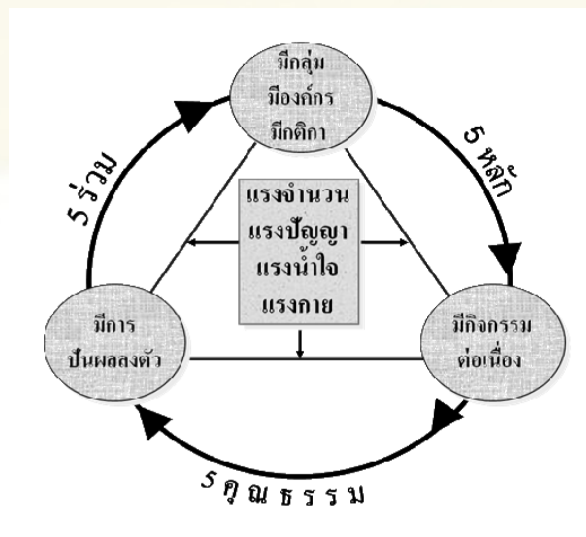 มีกลุ่ม
มีองค์กร
มีกติกา
5 ร่วม
5 หลัก
แรงจำนวน
แรงปัญญา
แรงน้ำใจ
แรงกาย
มีการ
ปันผลลงตัว
มีกิจกรรม
ต่อเนื่อง
5 คุณธรรม